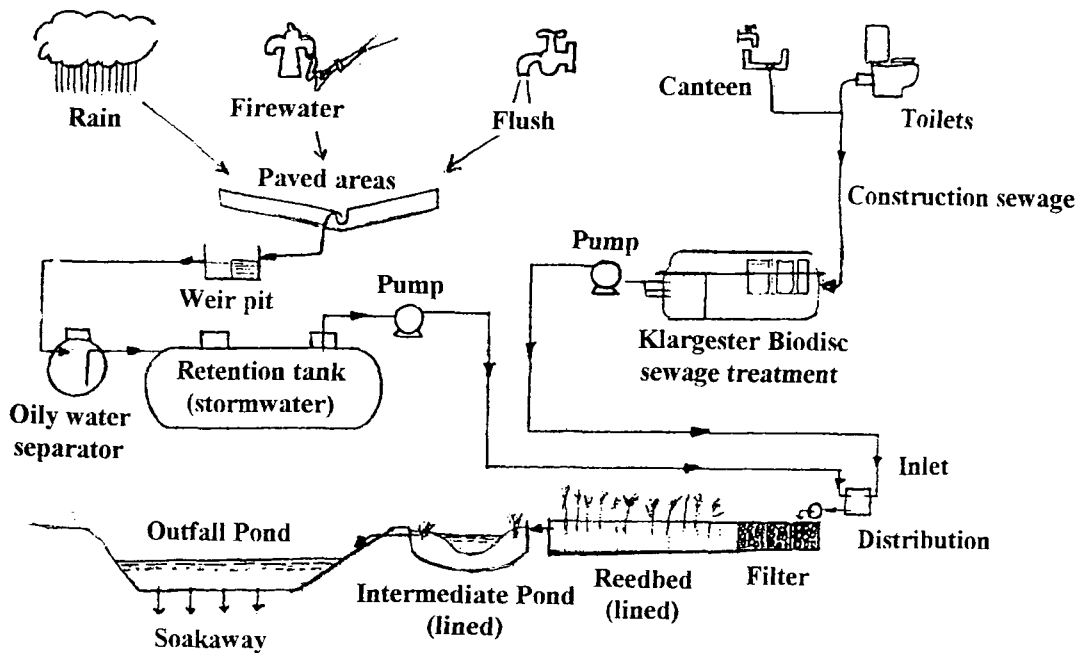 Rain
Firewater
Flush
Canteen
Toilets
Paved areas
Construction sewage
Weir pit
Pump
Pump
Klargester Biodisc
sewage treatment
Retention tank
(stormwater)
Oily water
separator
Inlet
Distribution
Outfall Pond
Intermediate Pond
(lined)
Reedbed
(lined)
Filter
Soakaway